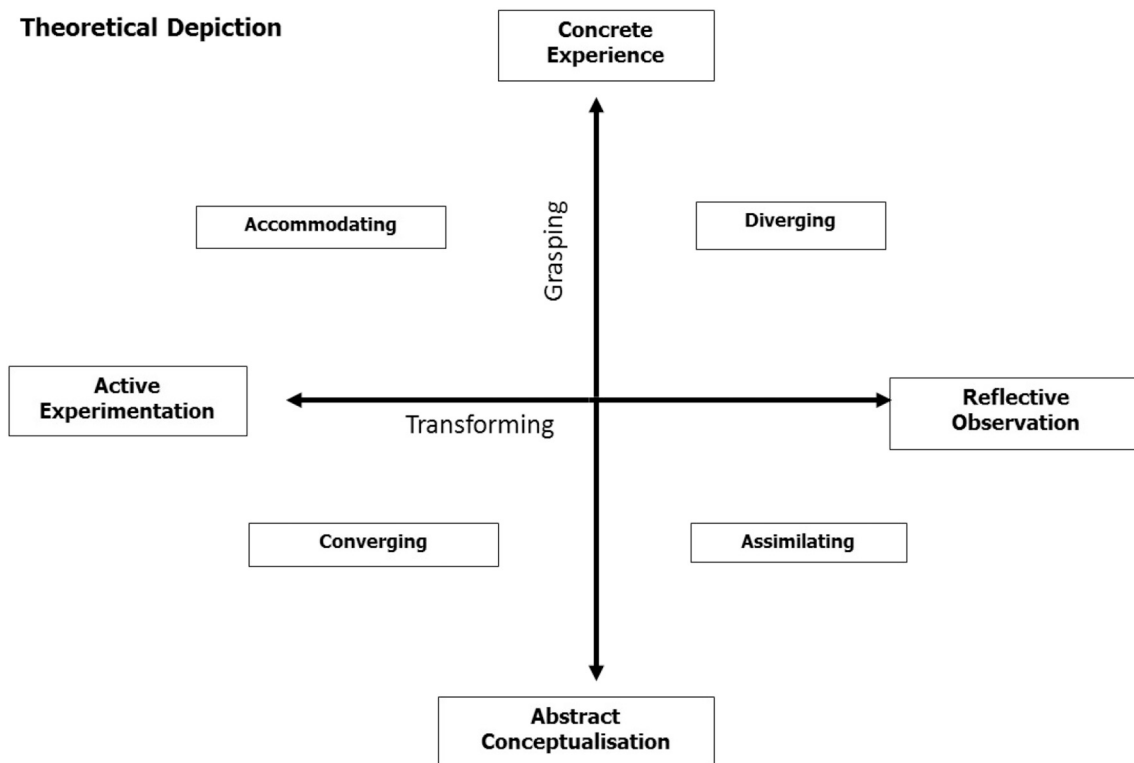 Theoretical Depiction
Concrete
Experience
Accommodating
Grasping
Diverging
Active
Experimentation
Transforming
Reflective
Observation
Converging
Assimilating
Abstract
Conceptualisation